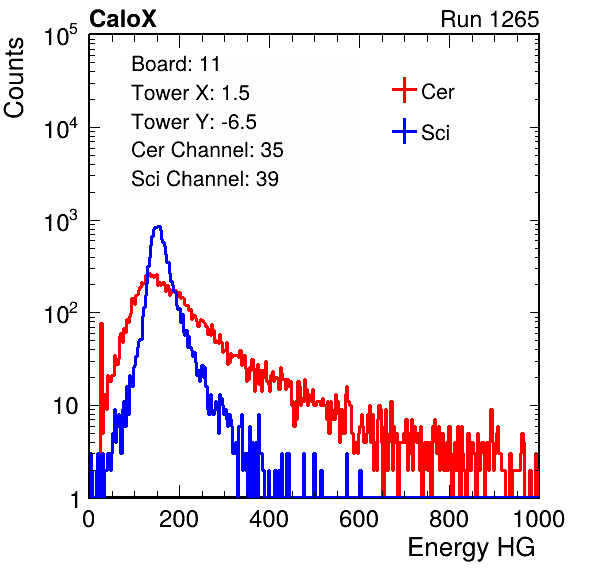 CaloX Run 1265
Counts
Board: 11
Tower X: 1.5
Tower Y: -6.5
Cer Channel: 35
Sci Channel: 39
Cer
Sci
10^5
10^4
10^3
10^2
10
1
0 200 400 600 800 1000
Energy HG